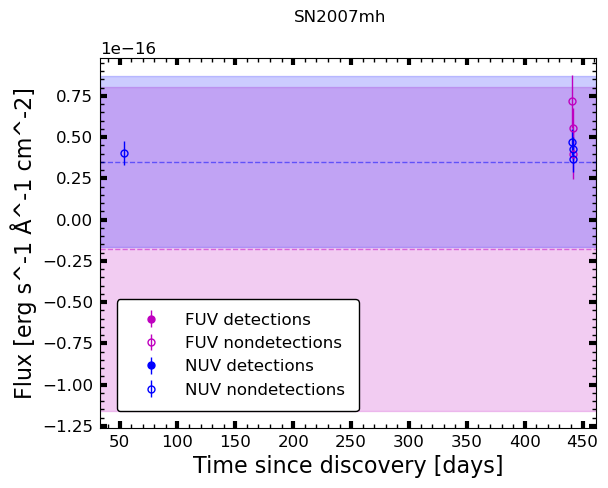 SN2007mh
1e−16
Flux [erg s^-1 Å^-1 cm^-2]
0.75
0.50
0.25
0.00
−0.25
−0.50
−0.75
−1.00
−1.25
FUV detections
FUV nondetections
NUV detections
NUV nondetections
50 100 150 200 250 300 350 400 450
Time since discovery [days]